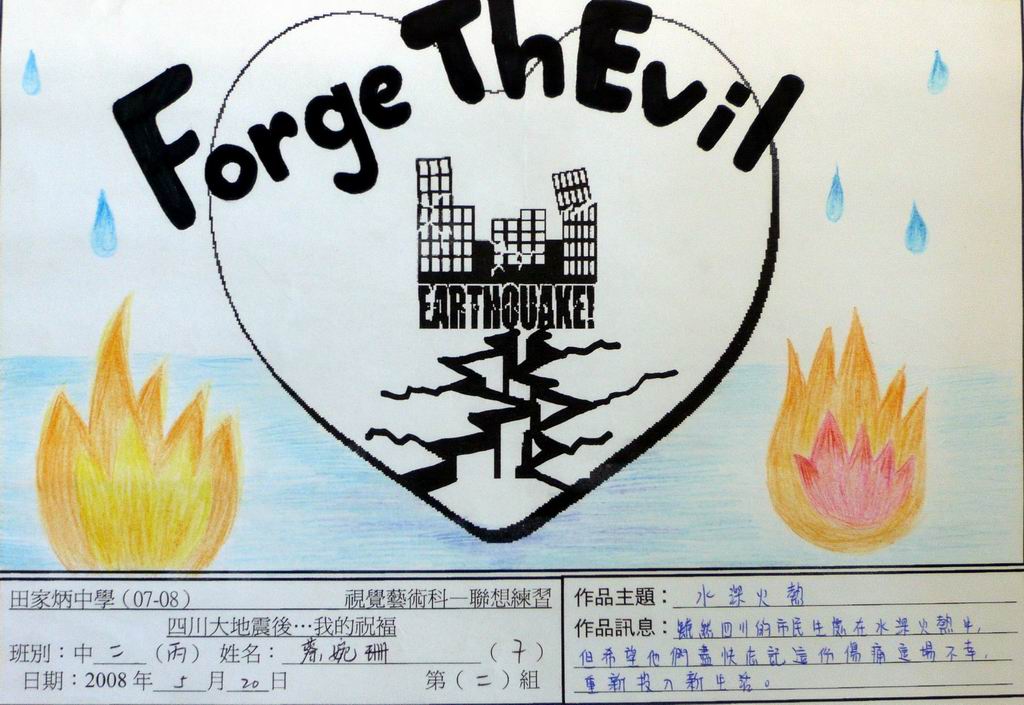 Forge ThEvil
EARTHQUAKE!
田家炳中學(07-08) 視覺藝術科—聯想練習
四川大地震後…我的祝福
班別：中二（丙） 姓名：蔡婉珊（7）
日期：2008年5月20日 第（二）組
作品主題：水深火熱
作品訊息：雖然四川的市民生處在水深火熱中,
但希望他們盡快忘記這份傷痛這場不幸,
重新投入新生活。